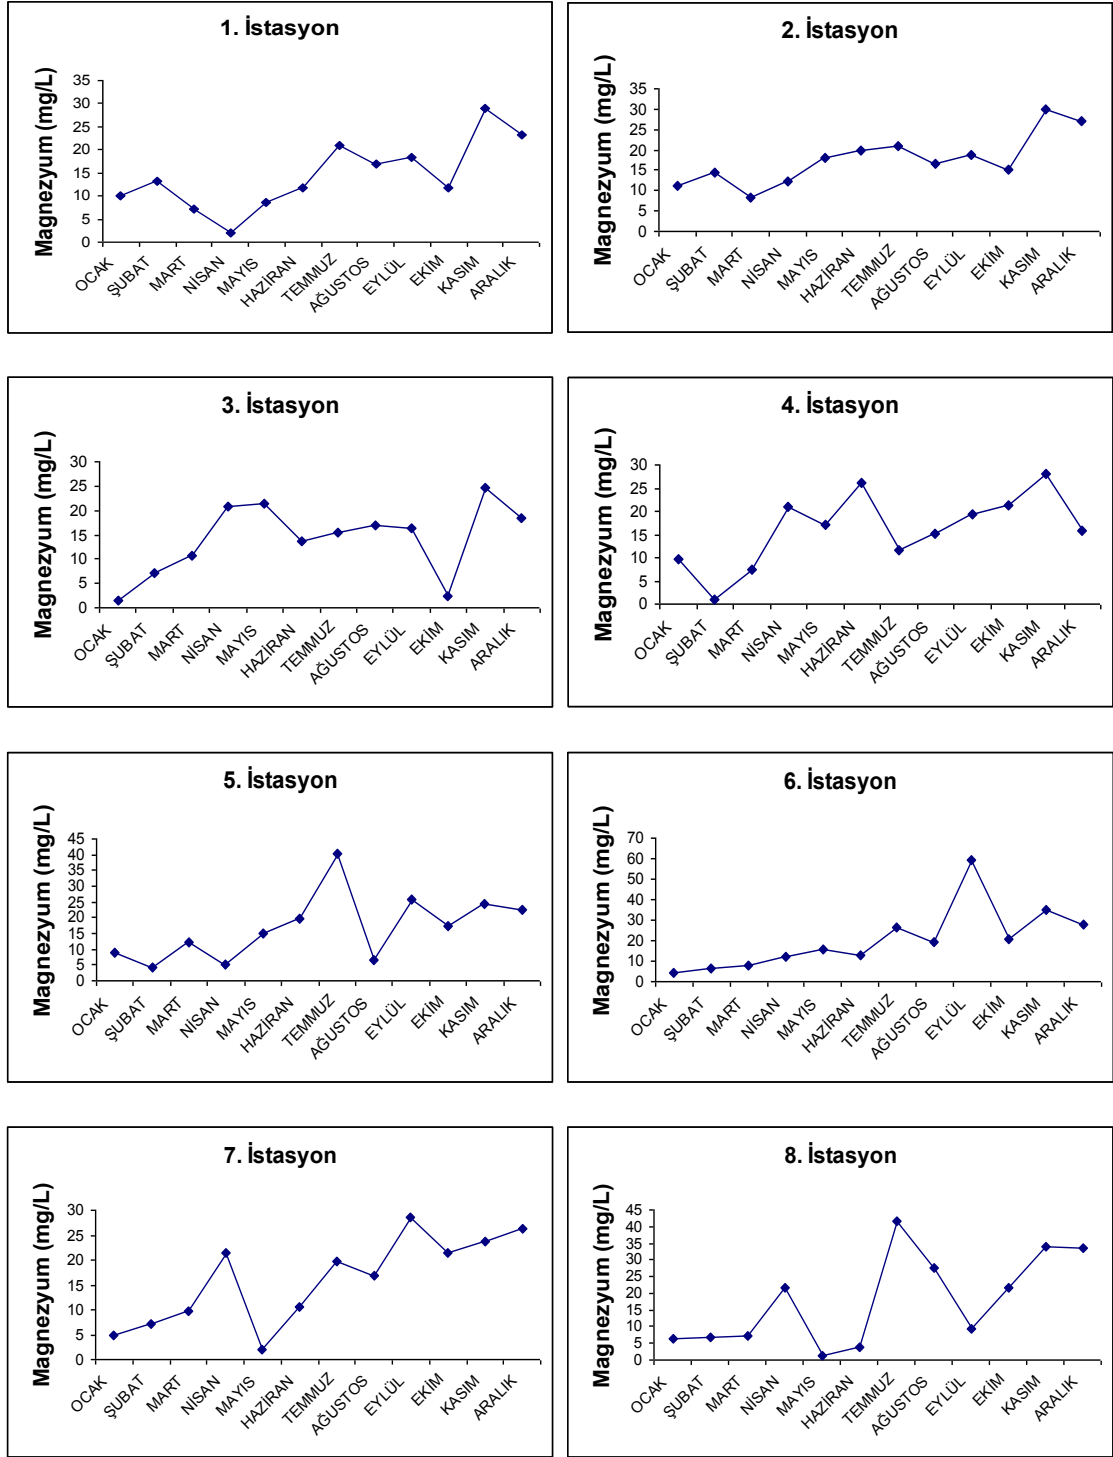 1. İstasyon
Magnezyum (mg/L)
35
30
25
20
15
10
5
0
OCAK
ŞUBAT
MART
NİSAN
MAYIS
HAZİRAN
TEMMUZ
AĞUSTOS
EYLÜL
EKİM
KASIM
ARALIK
2. İstasyon
Magnezyum (mg/L)
35
30
25
20
15
10
5
0
OCAK
ŞUBAT
MART
NİSAN
MAYIS
HAZİRAN
TEMMUZ
AĞUSTOS
EYLÜL
EKİM
KASIM
ARALIK
3. İstasyon
Magnezyum (mg/L)
30
25
20
15
10
5
0
OCAK
ŞUBAT
MART
NİSAN
MAYIS
HAZİRAN
TEMMUZ
AĞUSTOS
EYLÜL
EKİM
KASIM
ARALIK
4. İstasyon
Magnezyum (mg/L)
30
25
20
15
10
5
0
OCAK
ŞUBAT
MART
NİSAN
MAYIS
HAZİRAN
TEMMUZ
AĞUSTOS
EYLÜL
EKİM
KASIM
ARALIK
5. İstasyon
Magnezyum (mg/L)
45
40
35
30
25
20
15
10
5
0
OCAK
ŞUBAT
MART
NİSAN
MAYIS
HAZİRAN
TEMMUZ
AĞUSTOS
EYLÜL
EKİM
KASIM
ARALIK
6. İstasyon
Magnezyum (mg/L)
70
60
50
40
30
20
10
0
OCAK
ŞUBAT
MART
NİSAN
MAYIS
HAZİRAN
TEMMUZ
AĞUSTOS
EYLÜL
EKİM
KASIM
ARALIK
7. İstasyon
Magnezyum (mg/L)
30
25
20
15
10
5
0
OCAK
ŞUBAT
MART
NİSAN
MAYIS
HAZİRAN
TEMMUZ
AĞUSTOS
EYLÜL
EKİM
KASIM
ARALIK
8. İstasyon
Magnezyum (mg/L)
45
40
35
30
25
20
15
10
5
0
OCAK
ŞUBAT
MART
NİSAN
MAYIS
HAZİRAN
TEMMUZ
AĞUSTOS
EYLÜL
EKİM
KASIM
ARALIK